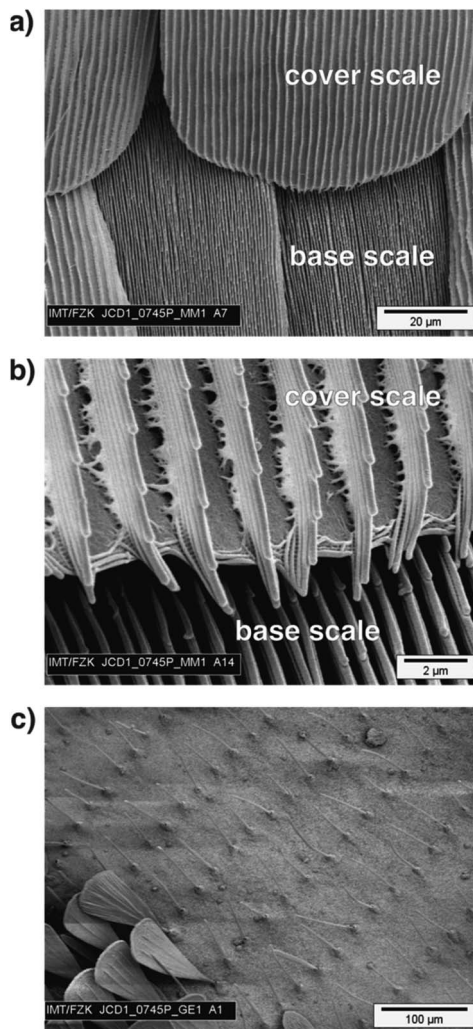 a)
cover scale
base scale
IMT/FZK JCD1_0745P_MM1 A7
20 µm
b)
cover scale
base scale
IMT/FZK JCD1_0745P_MM1 A14
2 µm
c)
IMT/FZK JCD1_0745P_GE1 A1
100 µm